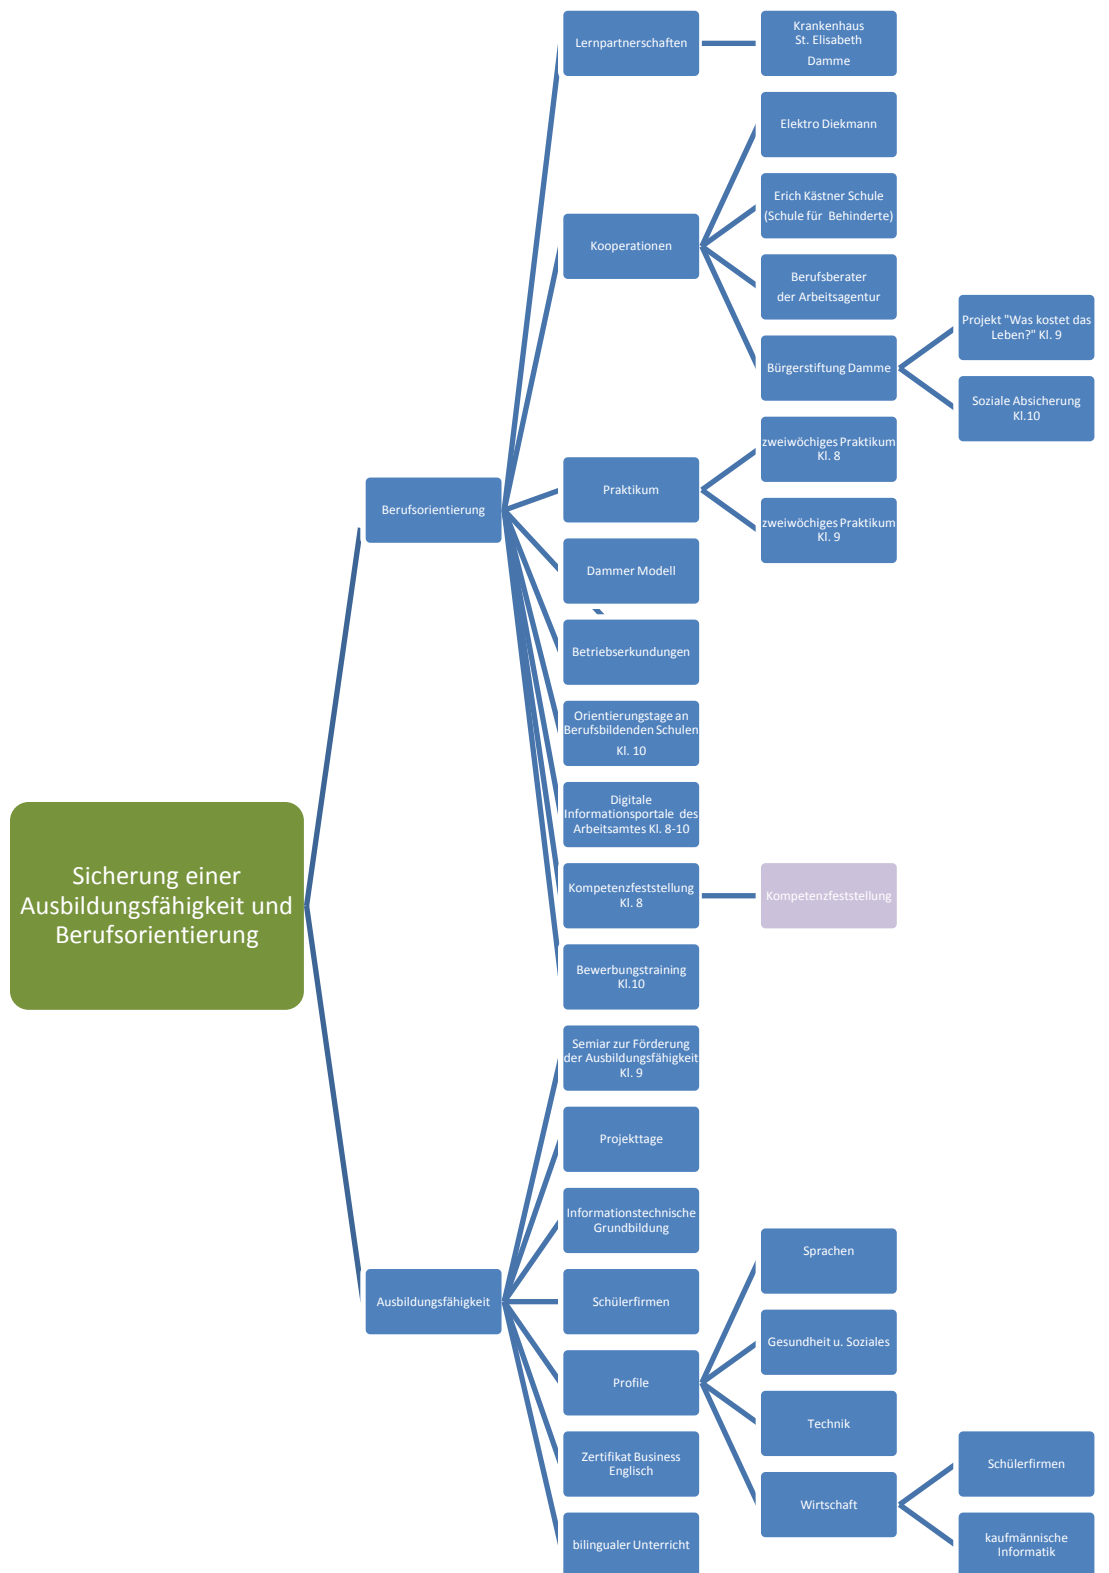 Lernpartnerschaften
Krankenhaus
St. Elisabeth
Damme
Elektro Diekmann
Erich Kästner Schule
(Schule für Behinderte)
Kooperationen
Berufsberater
der Arbeitsagentur
Projekt "Was kostet das
Leben?" Kl. 9
Bürgerstiftung Damme
Soziale Absicherung
Kl.10
zweiwöchiges Praktikum
Kl. 8
Praktikum
zweiwöchiges Praktikum
Kl. 9
Berufsorientierung
Dammer Modell
Betriebserkundungen
Orientierungstage an
Berufsbildenden Schulen
Kl. 10
Digitale
Informationsportale des
Arbeitsamtes Kl. 8-10
Sicherung einer
Ausbildungsfähigkeit und
Berufsorientierung
Kompetenzfeststellung
Kl. 8
Kompetenzfeststellung
Bewerbungstraining
Kl.10
Semiar zur Förderung
der Ausbildungsfähigkeit
Kl. 9
Projekttage
Informationstechnische
Grundbildung
Sprachen
Ausbildungsfähigkeit
Schülerfirmen
Gesundheit u. Soziales
Profile
Technik
Zertifikat Business
Englisch
Schülerfirmen
Wirtschaft
bilingualer Unterricht
kaufmännische
Informatik